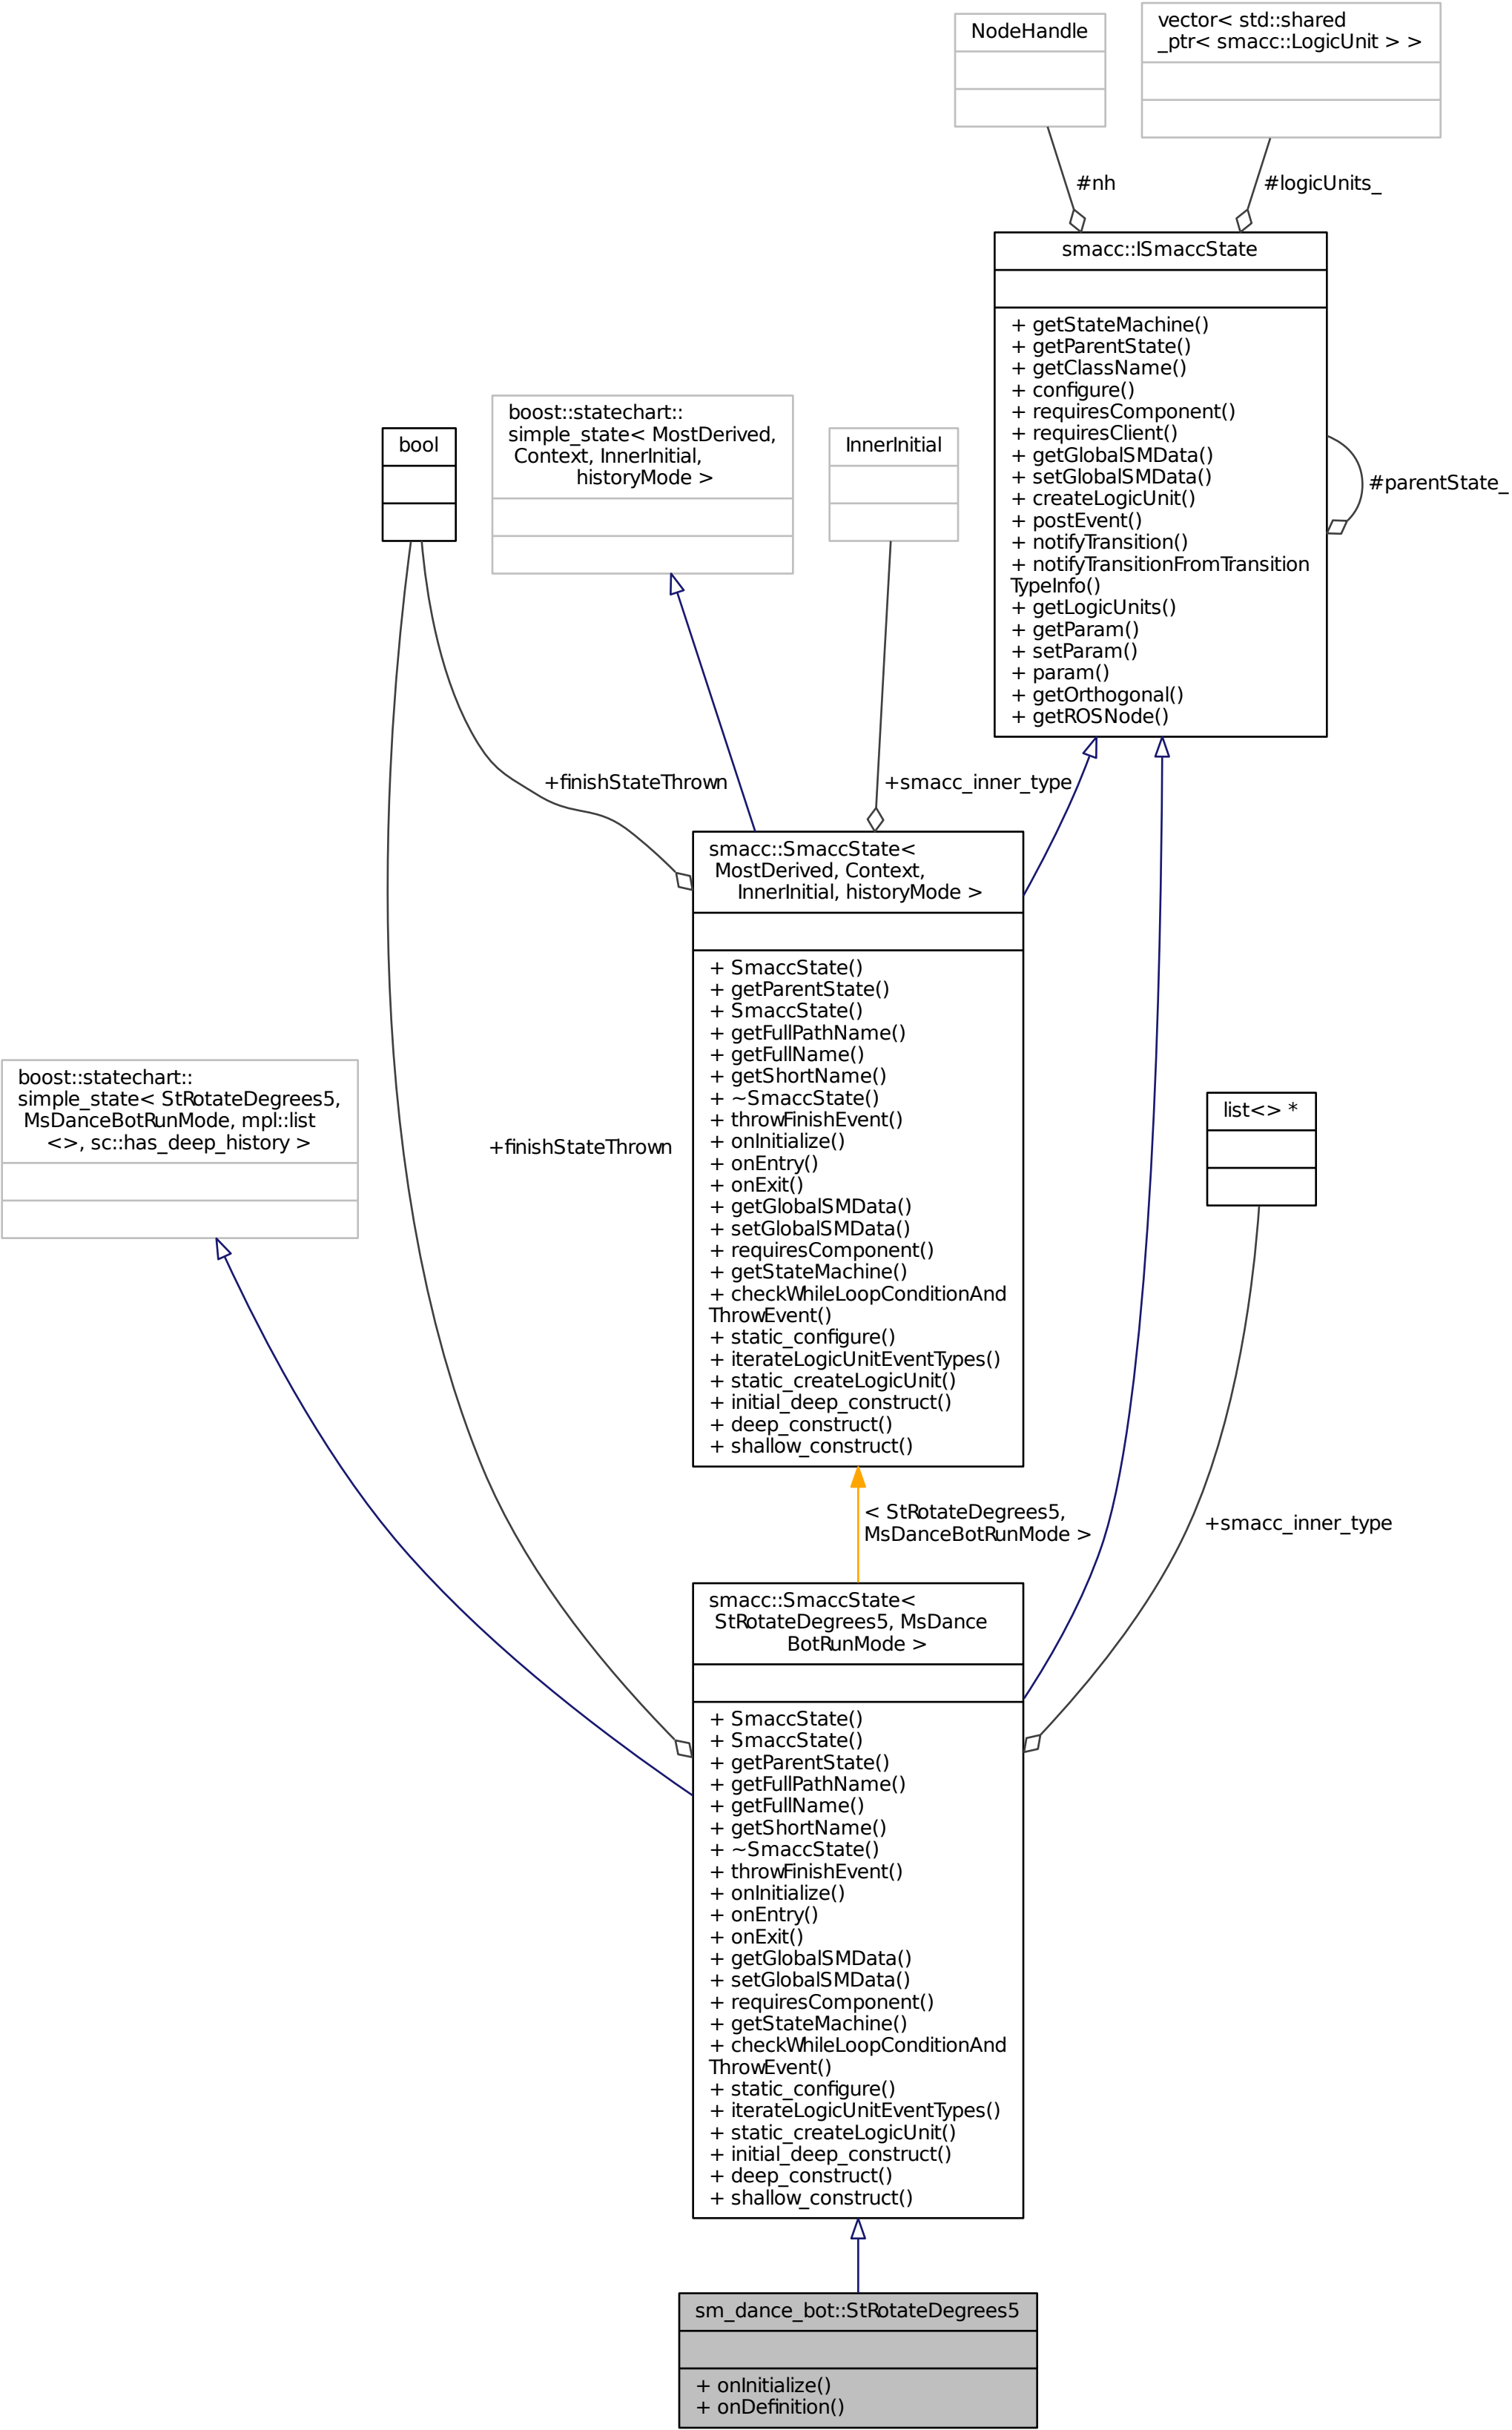 NodeHandle
vector< std::shared
_ptr< smacc::LogicUnit > >
#nh
#logicUnits_
smacc::ISmaccState
+ getStateMachine()
+ getParentState()
+ getClassName()
+ configure()
+ requiresComponent()
+ requiresClient()
+ getGlobalSMData()
+ setGlobalSMData()
+ createLogicUnit()
+ postEvent()
+ notifyTransition()
+ notifyTransitionFromTransition
TypeInfo()
+ getLogicUnits()
+ getParam()
+ setParam()
+ param()
+ getOrthogonal()
+ getROSNode()
#parentState_
bool
boost::statechart::
simple_state< MostDerived,
Context, InnerInitial,
historyMode >
InnerInitial
+finishStateThrown
+smacc_inner_type
smacc::SmaccState<
MostDerived, Context,
InnerInitial, historyMode >
+ SmaccState()
+ getParentState()
+ SmaccState()
+ getFullPathName()
+ getFullName()
+ getShortName()
+ ~SmaccState()
+ throwFinishEvent()
+ onInitialize()
+ onEntry()
+ onExit()
+ getGlobalSMData()
+ setGlobalSMData()
+ requiresComponent()
+ getStateMachine()
+ checkWhileLoopConditionAnd
ThrowEvent()
+ static_configure()
+ iterateLogicUnitEventTypes()
+ static_createLogicUnit()
+ initial_deep_construct()
+ deep_construct()
+ shallow_construct()
boost::statechart::
simple_state< StRotateDegrees5,
MsDanceBotRunMode, mpl::list
<>, sc::has_deep_history >
+finishStateThrown
list<> *
< StRotateDegrees5,
MsDanceBotRunMode >
+smacc_inner_type
smacc::SmaccState<
StRotateDegrees5, MsDance
BotRunMode >
+ SmaccState()
+ SmaccState()
+ getParentState()
+ getFullPathName()
+ getFullName()
+ getShortName()
+ ~SmaccState()
+ throwFinishEvent()
+ onInitialize()
+ onEntry()
+ onExit()
+ getGlobalSMData()
+ setGlobalSMData()
+ requiresComponent()
+ getStateMachine()
+ checkWhileLoopConditionAnd
ThrowEvent()
+ static_configure()
+ iterateLogicUnitEventTypes()
+ static_createLogicUnit()
+ initial_deep_construct()
+ deep_construct()
+ shallow_construct()
sm_dance_bot::StRotateDegrees5
+ onInitialize()
+ onDefinition()